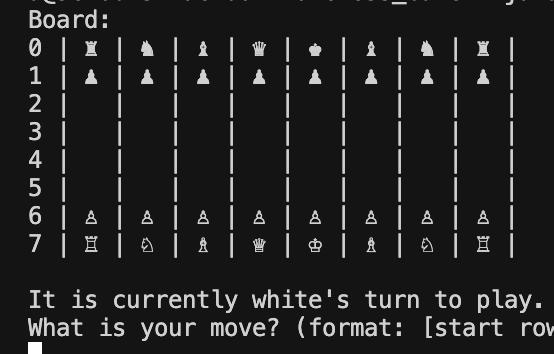 Board:
0 | ♜ | ♞ | ♝ | ♛ | ♚ | ♝ | ♞ | ♜ |
1 | ♟ | ♟ | ♟ | ♟ | ♟ | ♟ | ♟ | ♟ |
2 |   |   |   |   |   |   |   |   |
3 |   |   |   |   |   |   |   |   |
4 |   |   |   |   |   |   |   |   |
5 |   |   |   |   |   |   |   |   |
6 | ♙ | ♙ | ♙ | ♙ | ♙ | ♙ | ♙ | ♙ |
7 | ♖ | ♘ | ♗ | ♕ | ♔ | ♗ | ♘ | ♖ |
It is currently white's turn to play.
What is your move? (format: [start row